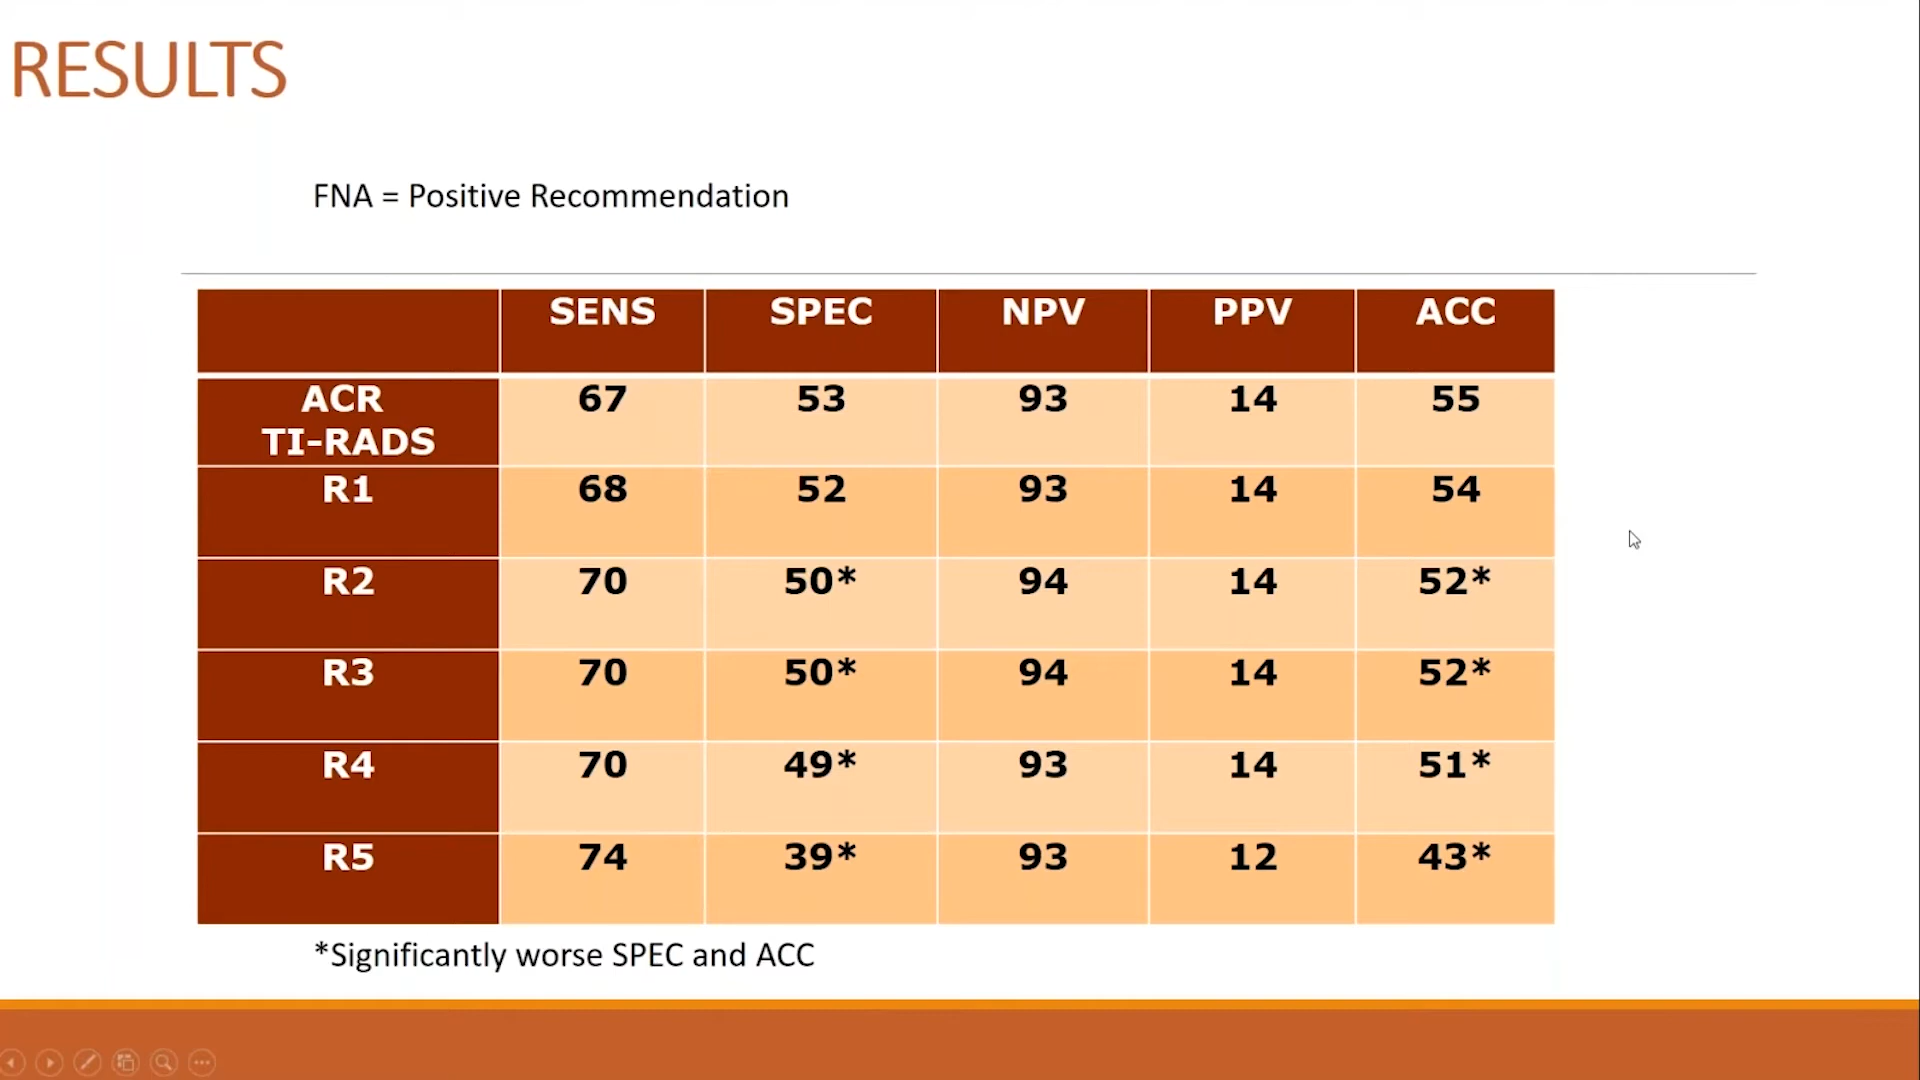 RESULTS
FNA = Positive Recommendation
SENS SPEC NPV PPV ACC
ACR
TI-RADS 67 53 93 14 55
R1 68 52 93 14 54
R2 70 50* 94 14 52*
R3 70 50* 94 14 52*
R4 70 49* 93 14 51*
R5 74 39* 93 12 43*
*Significantly worse SPEC and ACC